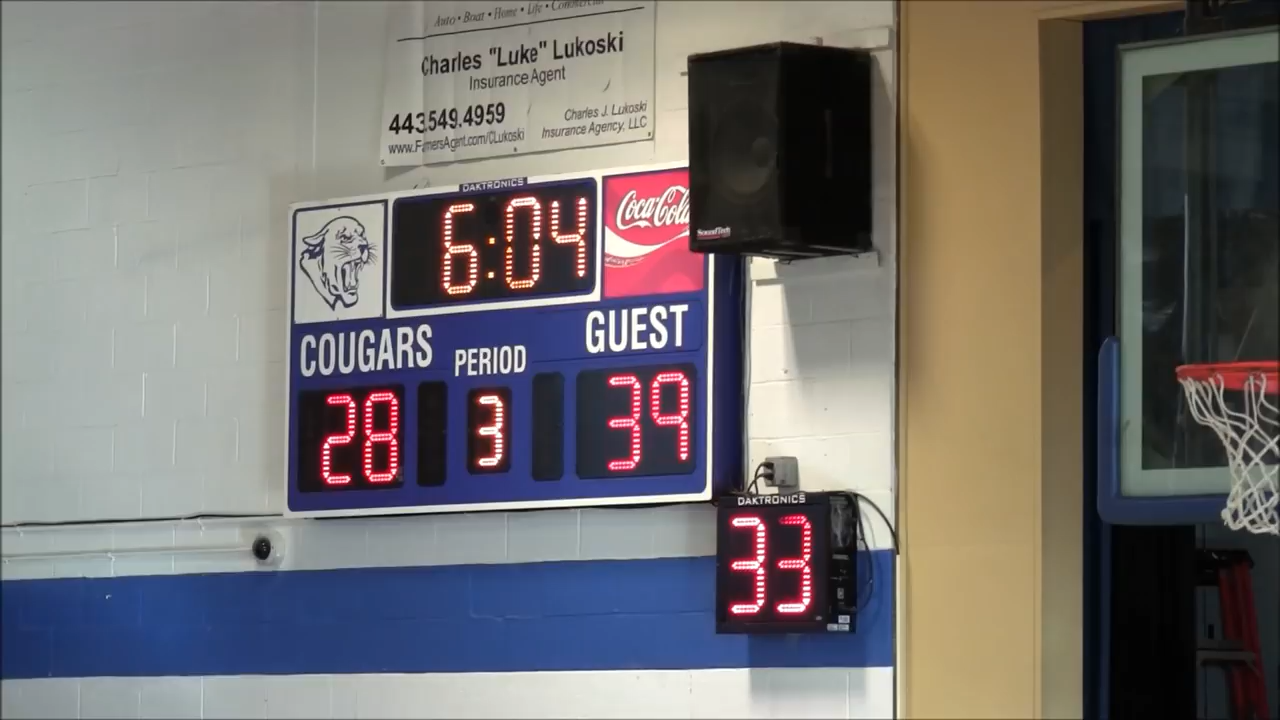 Auto • Boat • Home • Life • Commercial
Charles "Luke" Lukoski
Insurance Agent
443.549.4959
www.FarmersAgent.com/CLukoski
Charles J. Lukoski
Insurance Agency, LLC
DAKTRONICS
6:04
Coca-Cola
COUGARS
PERIOD
GUEST
28
3
39
SoundTech
DAKTRONICS
33